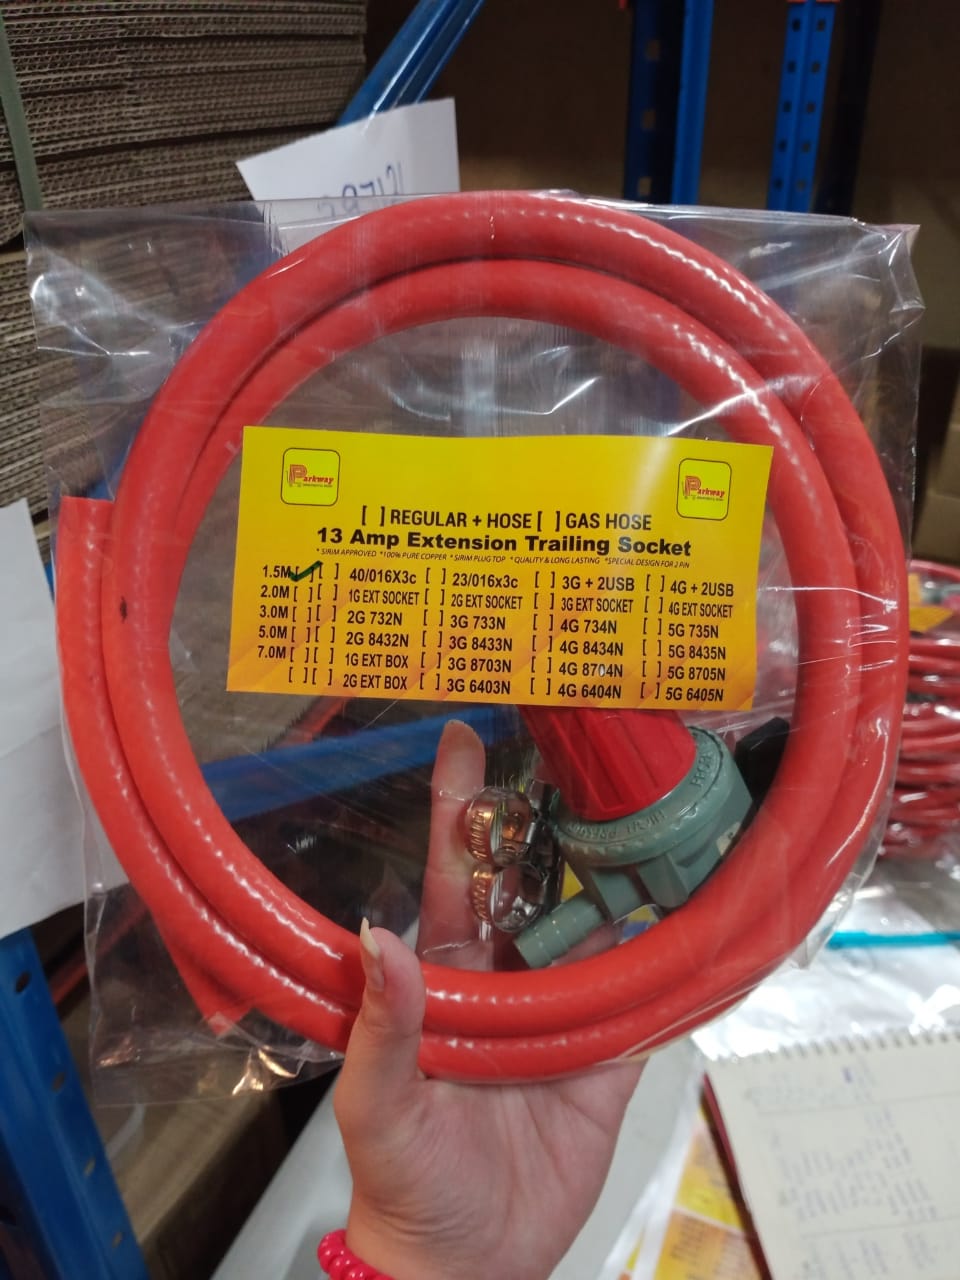 Parkway
Parkway
[ ] REGULAR + HOSE [ ] GAS HOSE
13 Amp Extension Trailing Socket
* SIRIM APPROVED *100% PURE COPPER * SIRIM PLUG TOP * QUALITY & LONG LASTING *SPECIAL DESIGN FOR 2 PIN
1.5M [✓] [ ] 40/016X3c [ ] 23/016x3c [ ] 3G + 2USB [ ] 4G + 2USB
2.0M [ ] [ ] 1G EXT SOCKET [ ] 2G EXT SOCKET [ ] 3G EXT SOCKET [ ] 4G EXT SOCKET
3.0M [ ] [ ] 2G 732N [ ] 3G 733N [ ] 4G 734N [ ] 5G 735N
5.0M [ ] [ ] 2G 8432N [ ] 3G 8433N [ ] 4G 8434N [ ] 5G 8435N
7.0M [ ] [ ] 1G EXT BOX [ ] 3G 8703N [ ] 4G 8704N [ ] 5G 8705N
[ ] [ ] 2G EXT BOX [ ] 3G 6403N [ ] 4G 6404N [ ] 5G 6405N